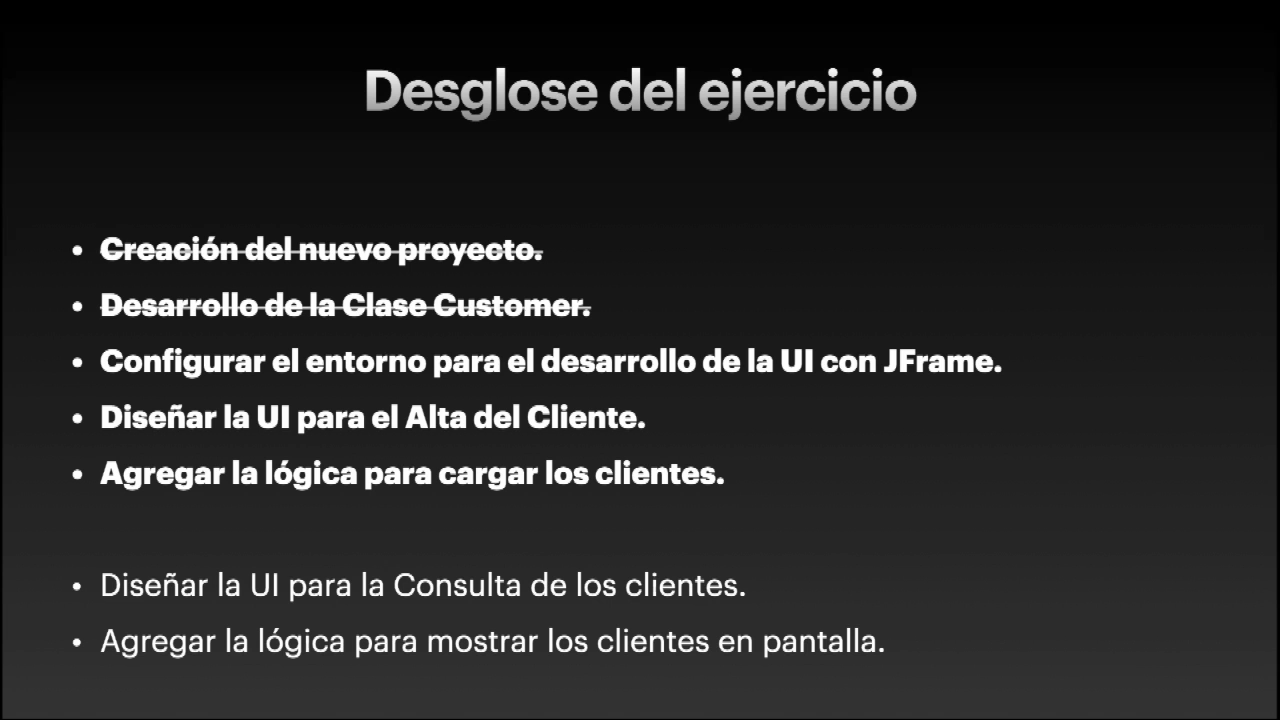 Desglose del ejercicio
• Creación del nuevo proyecto.
• Desarrollo de la Clase Customer.
• Configurar el entorno para el desarrollo de la UI con JFrame.
• Diseñar la UI para el Alta del Cliente.
• Agregar la lógica para cargar los clientes.
• Diseñar la UI para la Consulta de los clientes.
• Agregar la lógica para mostrar los clientes en pantalla.